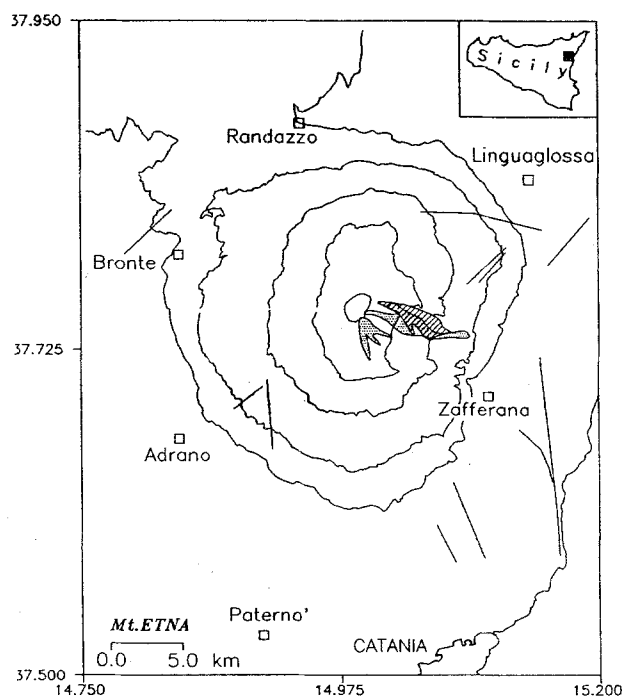 37.950
Sicily
Randazzo
Linguaglossa
Bronte
37.725
Zafferana
Adrano
Paterno'
Mt.ETNA
CATANIA
0.0 5.0 km
37.500
14.750 14.975 15.200